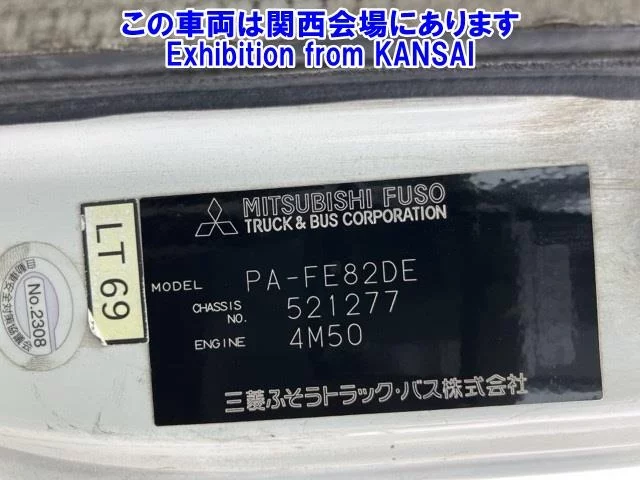 この車両は関西会場にあります
Exhibition from KANSAI
MITSUBISHI FUSO
TRUCK & BUS CORPORATION
LT 69
MODEL PA-FE82DE
CHASSIS NO. 521277
ENGINE 4M50
三菱ふそうトラック・バス株式会社
No.2308